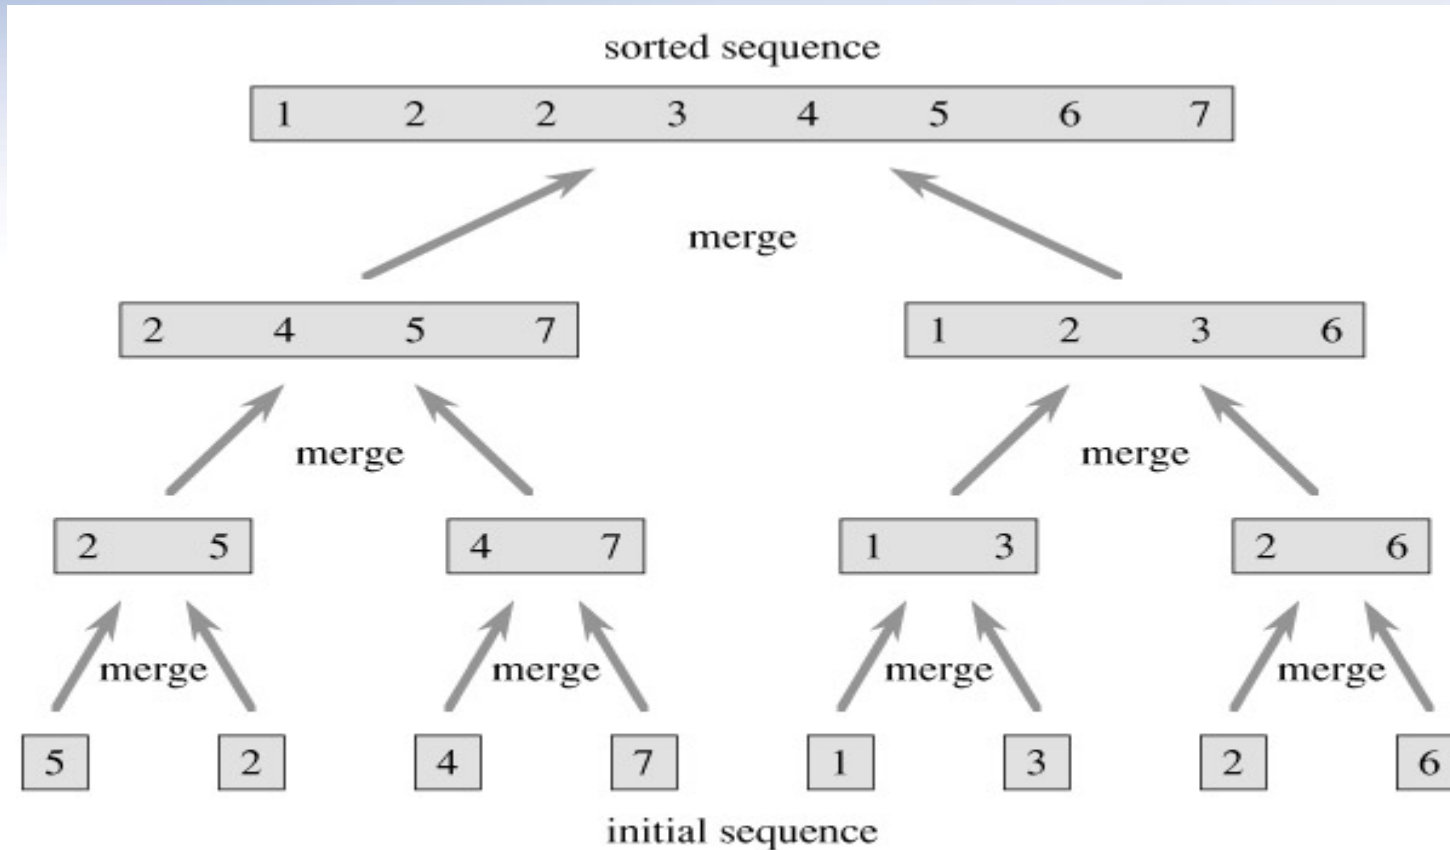 sorted sequence
1 2 2 3 4 5 6 7
merge
2 4 5 7 1 2 3 6
merge merge
2 5 4 7 1 3 2 6
merge merge merge merge
5 2 4 7 1 3 2 6
initial sequence